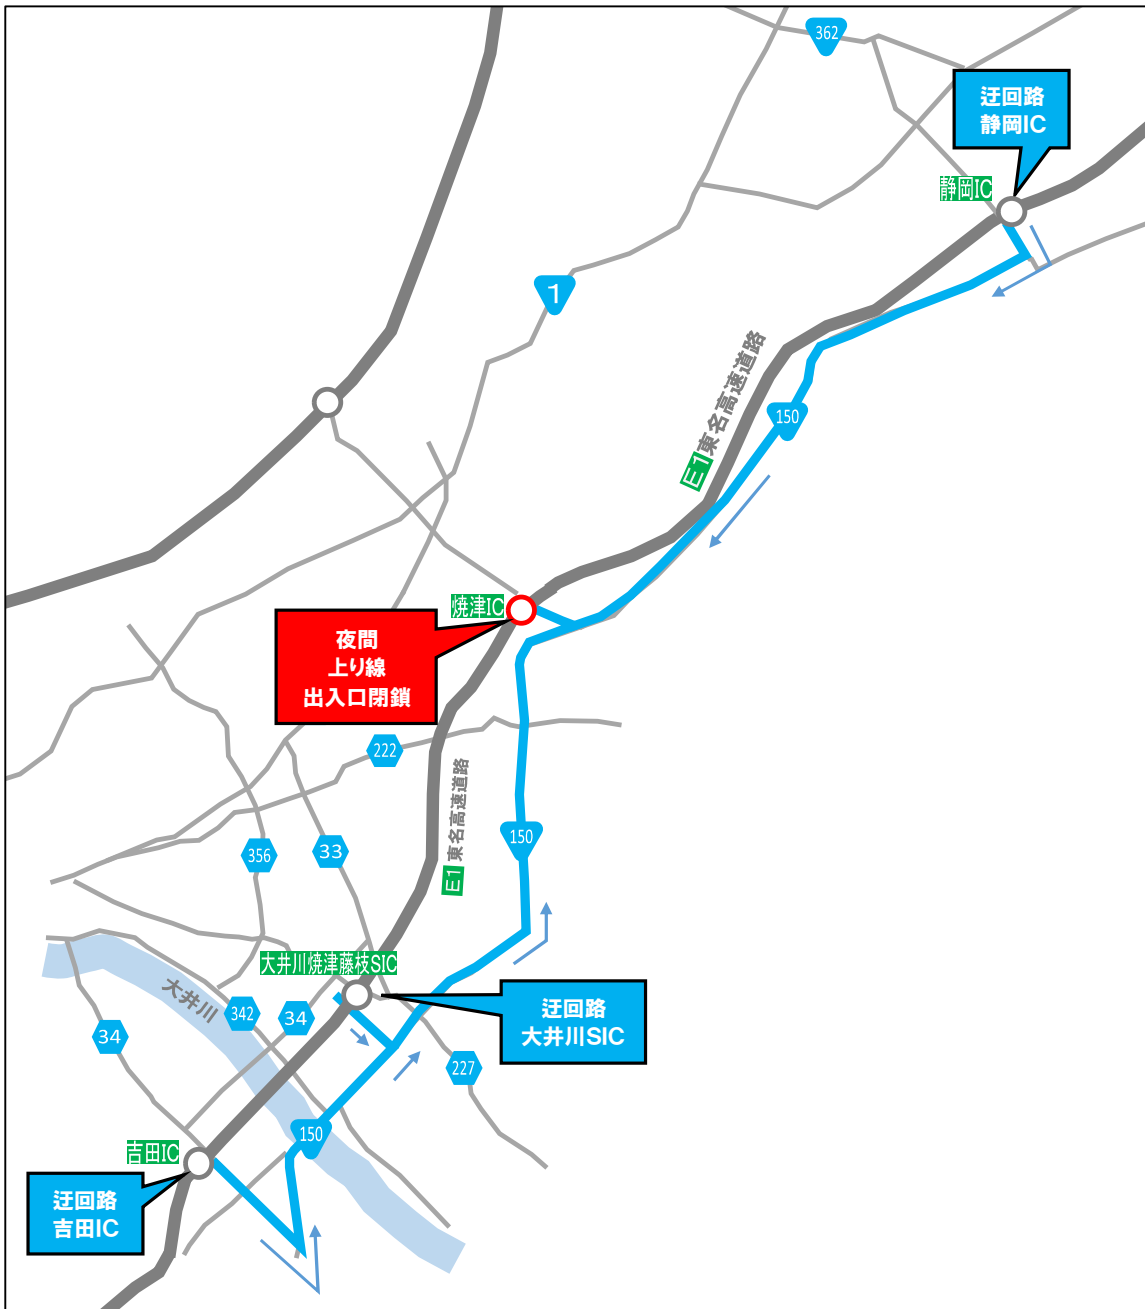 362
迂回路
静岡IC
静岡IC
1
E1東名高速道路
150
焼津IC
夜間
上り線
出入口閉鎖
222
E1 東名高速道路
150
356
33
大井川焼津藤枝SIC
大井川
342
34
34
迂回路
大井川SIC
227
150
吉田IC
迂回路
吉田IC